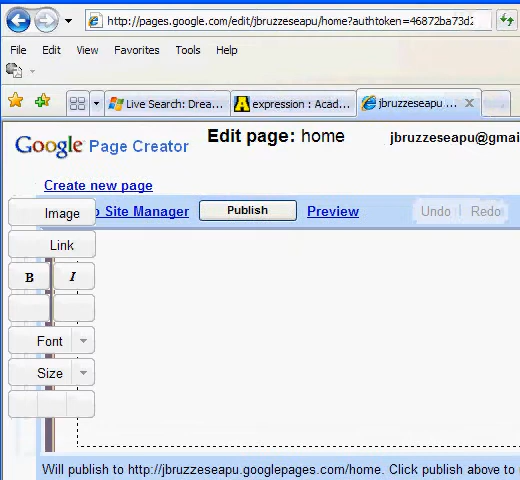 http://pages.google.com/edit/jbruzzeseapu/home?authtoken=46872ba73d2
File Edit View Favorites Tools Help
Live Search: Drea... expression : Acad... jbruzzeseapu ...
Google Page Creator Edit page: home jbruzzeseapu@gmai
Create new page
Image Site Manager Publish Preview Undo Redo
Link
B I
Font
Size
Will publish to http://jbruzzeseapu.googlepages.com/home. Click publish above to